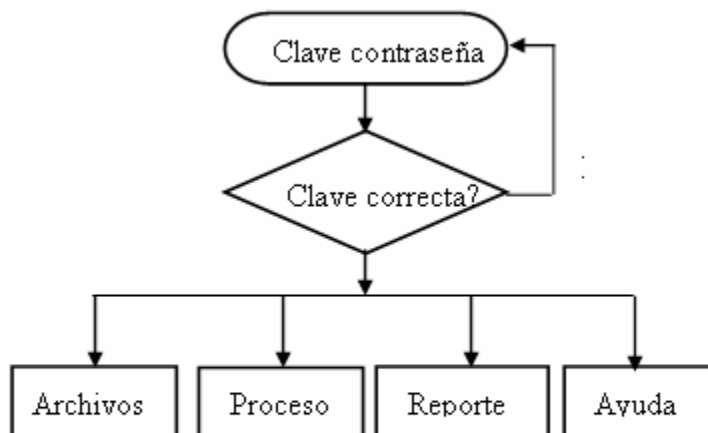 Clave contraseña
Clave correcta?
Archivos
Proceso
Reporte
Ayuda